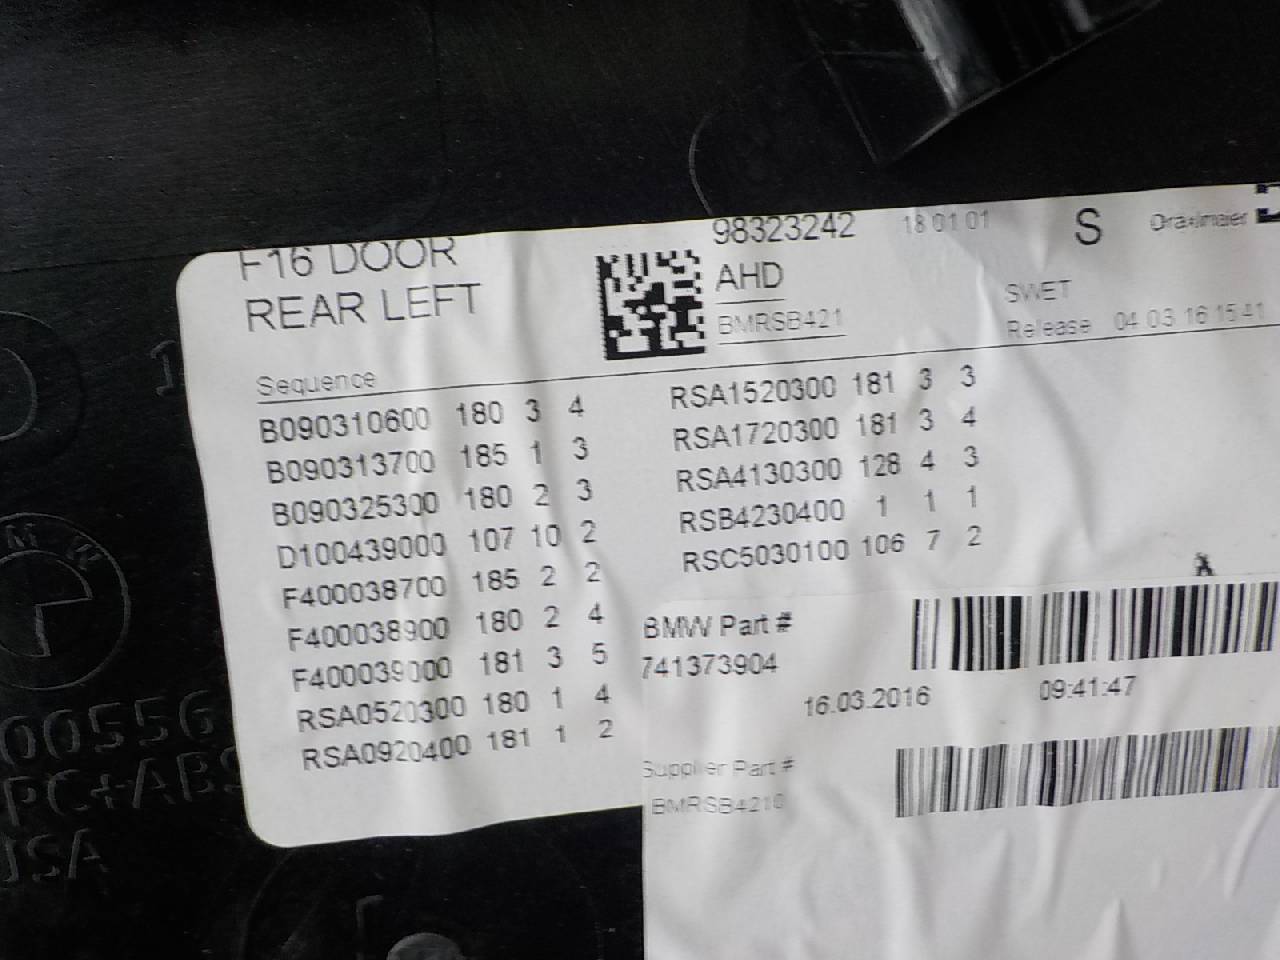 F16 DOOR
REAR LEFT
98323242
AHD
BMRSB421
18 01 01
S
Draexlmaier
SWET
Release 04 03 16 15 41
Sequence
B090310600 180 3 4
B090313700 185 1 3
B090325300 180 2 3
D100439000 107 10 2
F400038700 185 2 2
F400038900 180 2 4
F400039000 181 3 5
RSA0520300 180 1 4
RSA0920400 181 1 2
RSA1520300 181 3 3
RSA1720300 181 3 4
RSA4130300 128 4 3
RSB4230400 1 1 1
RSC5030100 106 7 2
BMW Part #
741373904
16.03.2016 09:41:47
Supplier Part #
BMRSB4210
M W
00556
PC+ABS